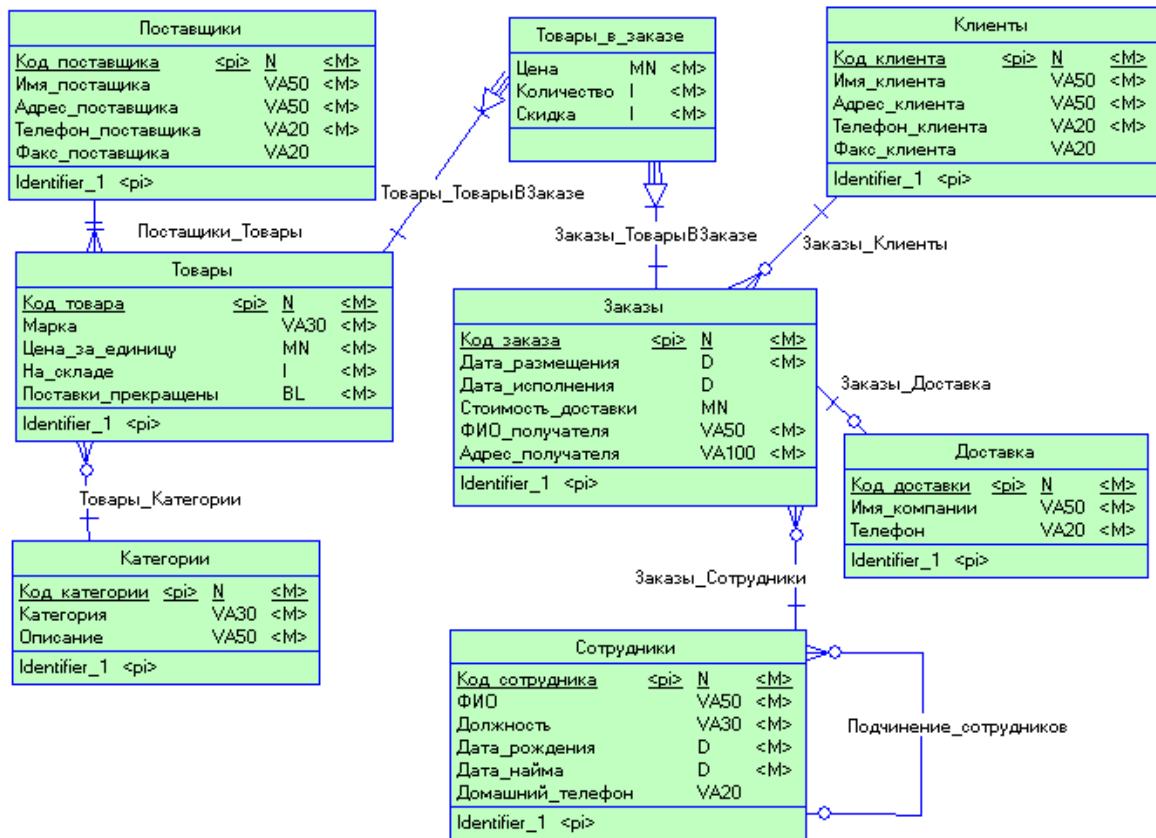 Поставщики
Код_поставщика <pi> N <M>
Имя_постащика VA50 <M>
Адрес_поставщика VA50 <M>
Телефон_поставщика VA20 <M>
Факс_поставщика VA20
Identifier_1 <pi>
Товары_в_заказе
Цена MN <M>
Количество I <M>
Скидка I <M>
Клиенты
Код_клиента <pi> N <M>
Имя_клиента VA50 <M>
Адрес_клиента VA50 <M>
Телефон_клиента VA20 <M>
Факс_клиента VA20
Identifier_1 <pi>
Товары_ТоварыВЗаказе
Постащики_Товары
Заказы_ТоварыВЗаказе
Заказы_Клиенты
Товары
Код_товара <pi> N <M>
Марка VA30 <M>
Цена_за_единицу MN <M>
На_складе I <M>
Поставки_прекращены BL <M>
Identifier_1 <pi>
Заказы
Код_заказа <pi> N <M>
Дата_размещения D <M>
Дата_исполнения D
Стоимость_доставки MN
ФИО_получателя VA50 <M>
Адрес_получателя VA100 <M>
Identifier_1 <pi>
Заказы_Доставка
Доставка
Код_доставки <pi> N <M>
Имя_компании VA50 <M>
Телефон VA20 <M>
Identifier_1 <pi>
Товары_Категории
Категории
Код_категории <pi> N <M>
Категория VA30 <M>
Описание VA50 <M>
Identifier_1 <pi>
Заказы_Сотрудники
Сотрудники
Код_сотрудника <pi> N <M>
ФИО VA50 <M>
Должность VA30 <M>
Дата_рождения D <M>
Дата_найма D <M>
Домашний_телефон VA20
Identifier_1 <pi>
Подчинение_сотрудников